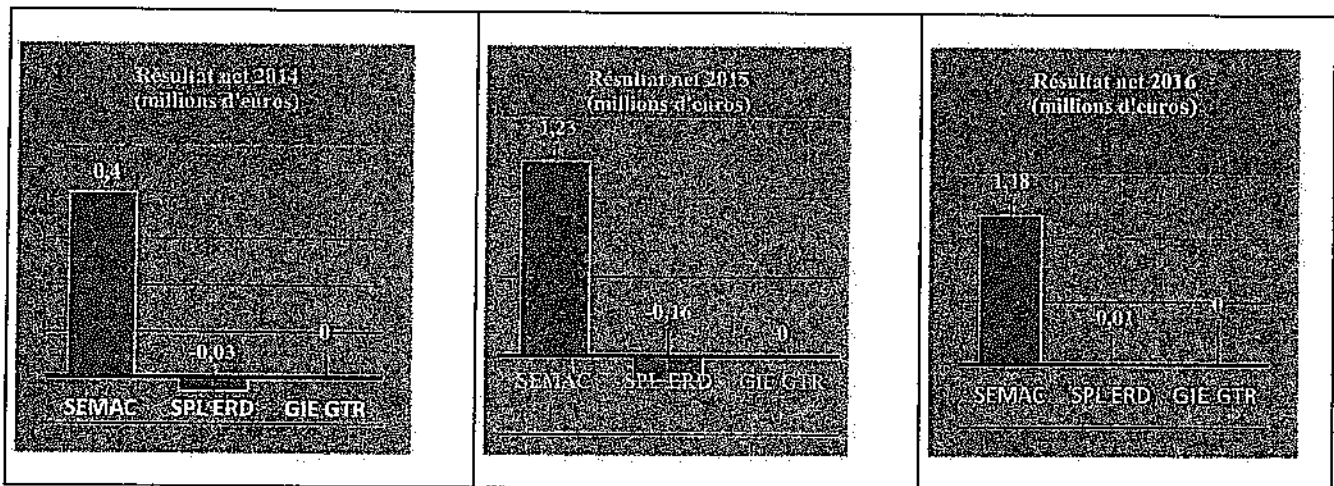 Résultat net 2014
(millions d'euros)
0,4
-0,03
0
SEMAC SPL ERD GIE GTR
Résultat net 2015
(millions d'euros)
1,23
-0,16
0
SEMAC SPL ERD GIE GTR
Résultat net 2016
(millions d'euros)
1,18
0,01
0
SEMAC SPL ERD GIE GTR